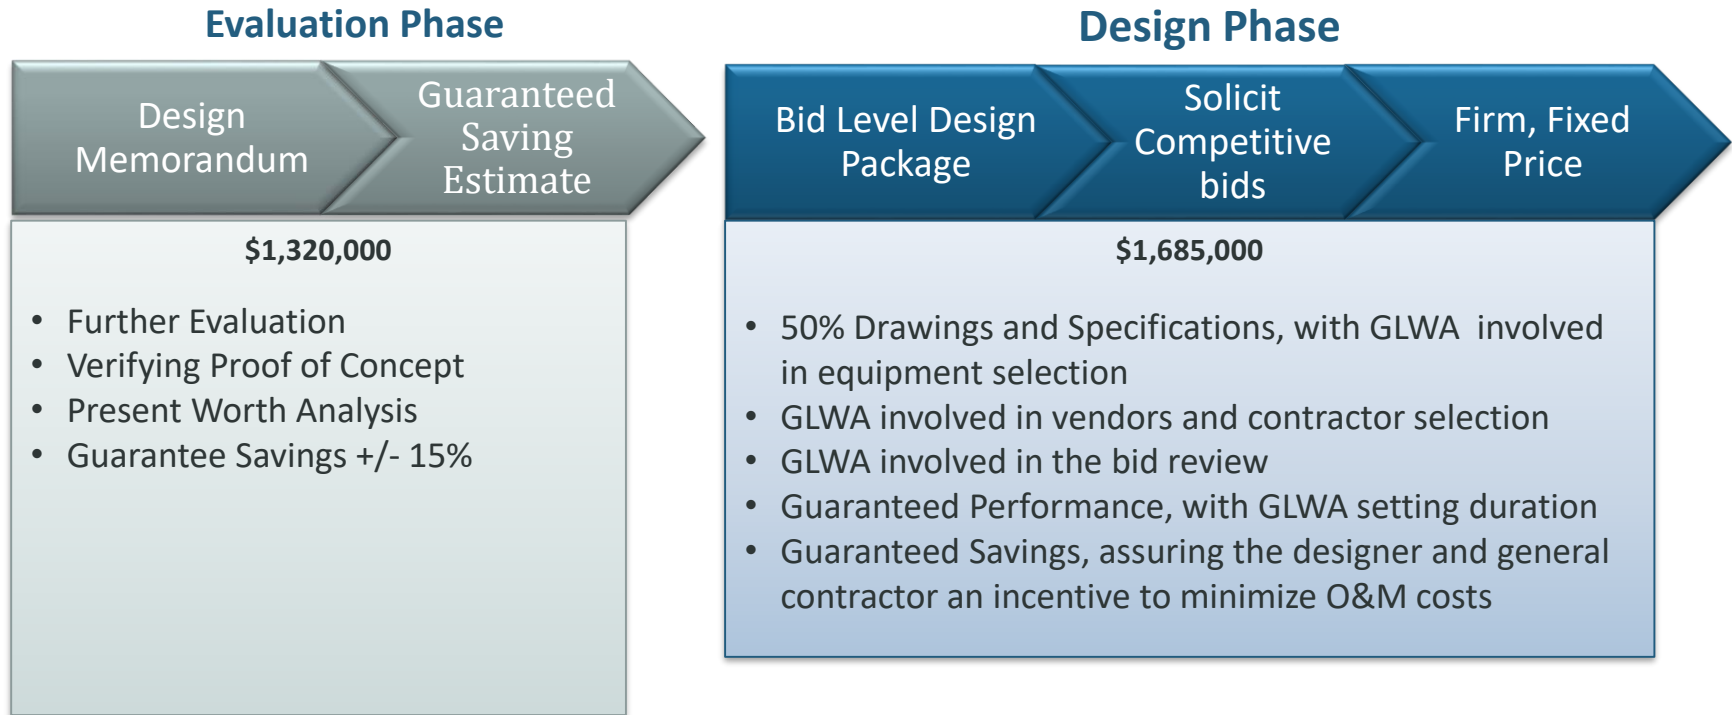 Evaluation Phase
Design
Memorandum
Guaranteed
Saving
Estimate
$1,320,000
• Further Evaluation
• Verifying Proof of Concept
• Present Worth Analysis
• Guarantee Savings +/- 15%
Design Phase
Bid Level Design
Package
Solicit
Competitive
bids
Firm, Fixed
Price
$1,685,000
• 50% Drawings and Specifications, with GLWA  involved
in equipment selection
• GLWA involved in vendors and contractor selection
• GLWA involved in the bid review
• Guaranteed Performance, with GLWA setting duration
• Guaranteed Savings, assuring the designer and general
contractor an incentive to minimize O&M costs